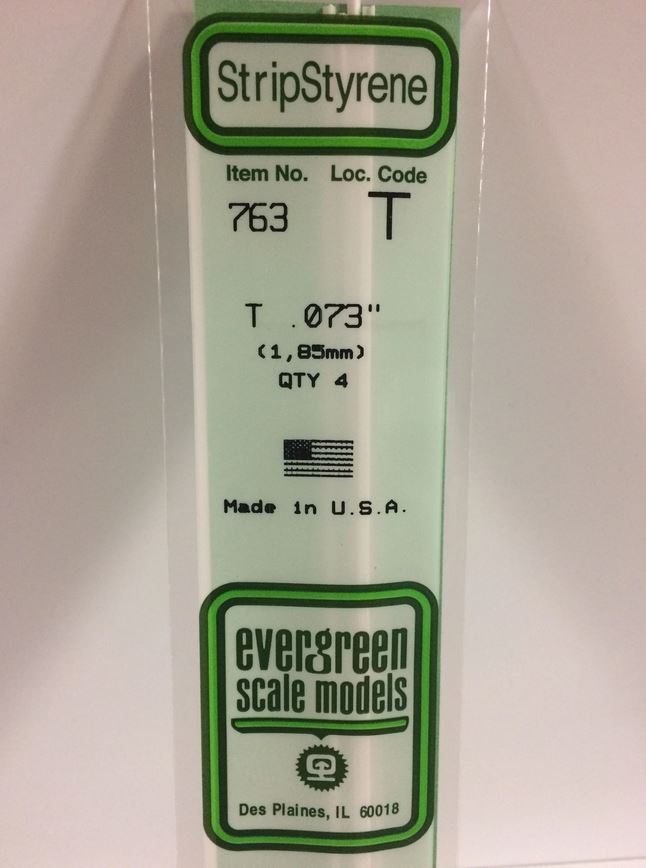 StripStyrene
Item No. Loc. Code
763 T
T .073"
(1,85mm)
QTY 4
Made in U.S.A.
evergreen
scale models
Des Plaines, IL 60018